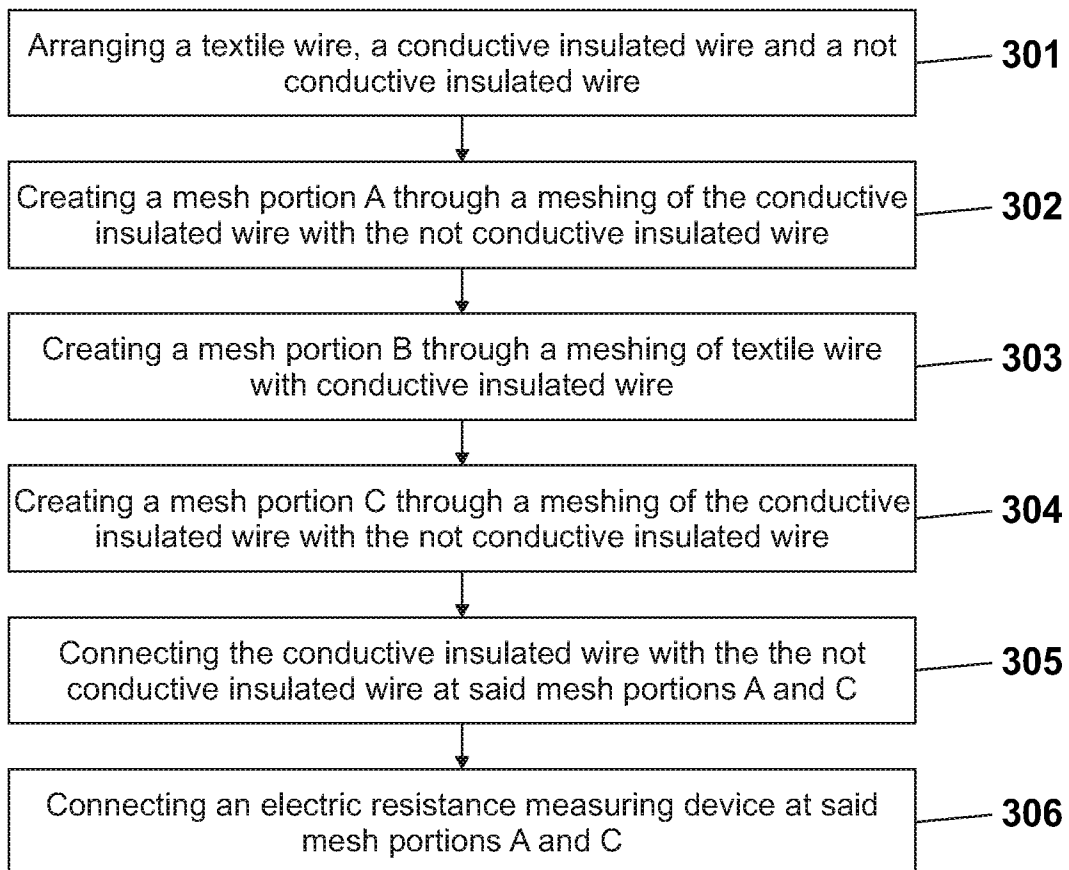 Arranging a textile wire, a conductive insulated wire and a not
conductive insulated wire
301
Creating a mesh portion A through a meshing of the conductive
insulated wire with the not conductive insulated wire
302
Creating a mesh portion B through a meshing of textile wire
with conductive insulated wire
303
Creating a mesh portion C through a meshing of the conductive
insulated wire with the not conductive insulated wire
304
Connecting the conductive insulated wire with the the not
conductive insulated wire at said mesh portions A and C
305
Connecting an electric resistance measuring device at said
mesh portions A and C
306